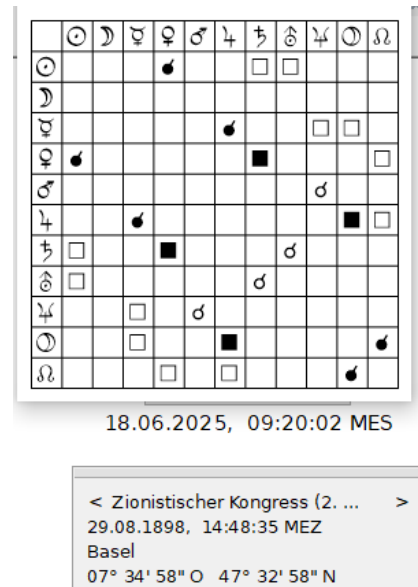 18.06.2025, 09:20:02 MES
< Zionistischer Kongress (2. ... >
29.08.1898, 14:48:35 MEZ
Basel
07° 34' 58" O 47° 32' 58" N